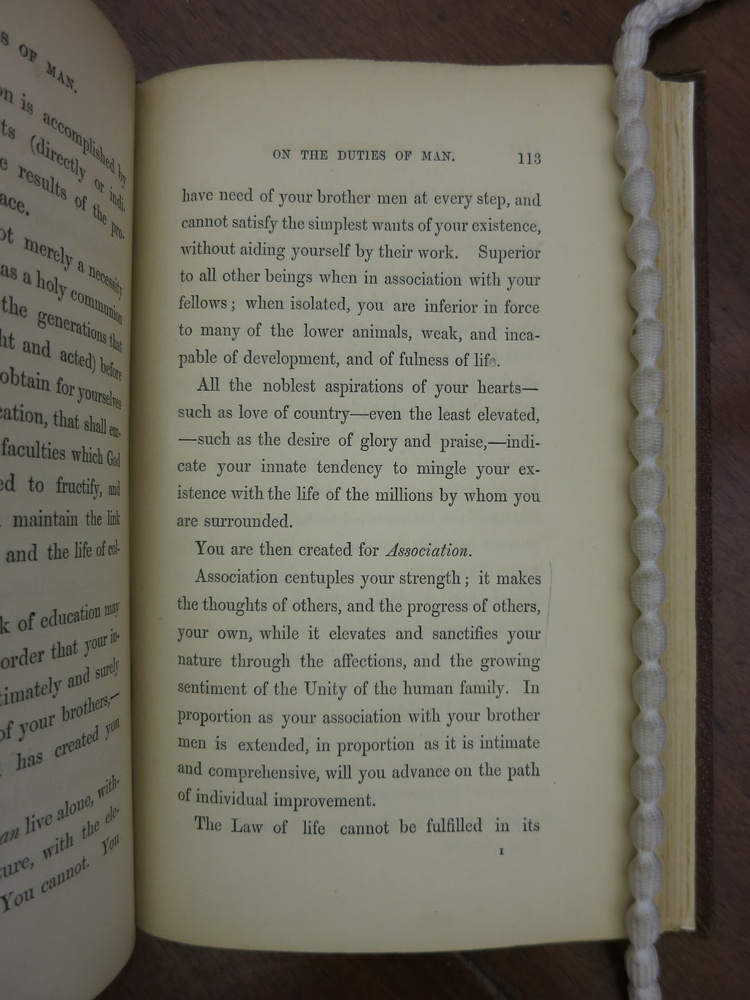 S OF MAN.
on is accomplished by
ts (directly or indi-
e results of the pro-
ace.
ot merely a necessity
as a holy communion
the generations that
ht and acted) before
obtain for yourselves
cation, that shall em-
faculties which God
ed to fructify, and
maintain the link
and the life of col-
k of education may
order that your in-
timately and surely
of your brothers,—
has created you
an live alone, with-
ture, with the ele-
You cannot. You
ON THE DUTIES OF MAN. 113
have need of your brother men at every step, and
cannot satisfy the simplest wants of your existence,
without aiding yourself by their work. Superior
to all other beings when in association with your
fellows; when isolated, you are inferior in force
to many of the lower animals, weak, and inca-
pable of development, and of fulness of life.
All the noblest aspirations of your hearts—
such as love of country—even the least elevated,
—such as the desire of glory and praise,—indi-
cate your innate tendency to mingle your ex-
istence with the life of the millions by whom you
are surrounded.
You are then created for Association.
Association centuples your strength; it makes
the thoughts of others, and the progress of others,
your own, while it elevates and sanctifies your
nature through the affections, and the growing
sentiment of the Unity of the human family. In
proportion as your association with your brother
men is extended, in proportion as it is intimate
and comprehensive, will you advance on the path
of individual improvement.
The Law of life cannot be fulfilled in its
I